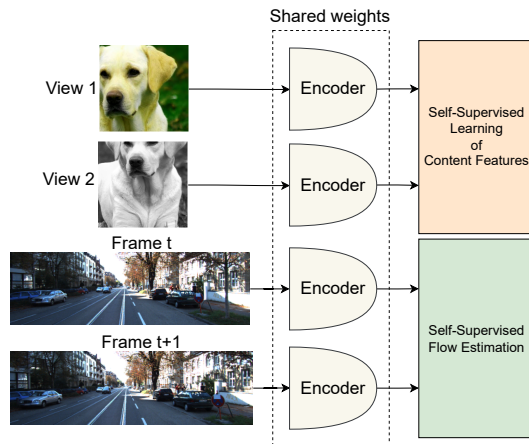 Shared weights
View 1
Encoder
Self-Supervised
Learning
of
Content Features
View 2
Encoder
Frame t
Encoder
Self-Supervised
Flow Estimation
Frame t+1
Encoder